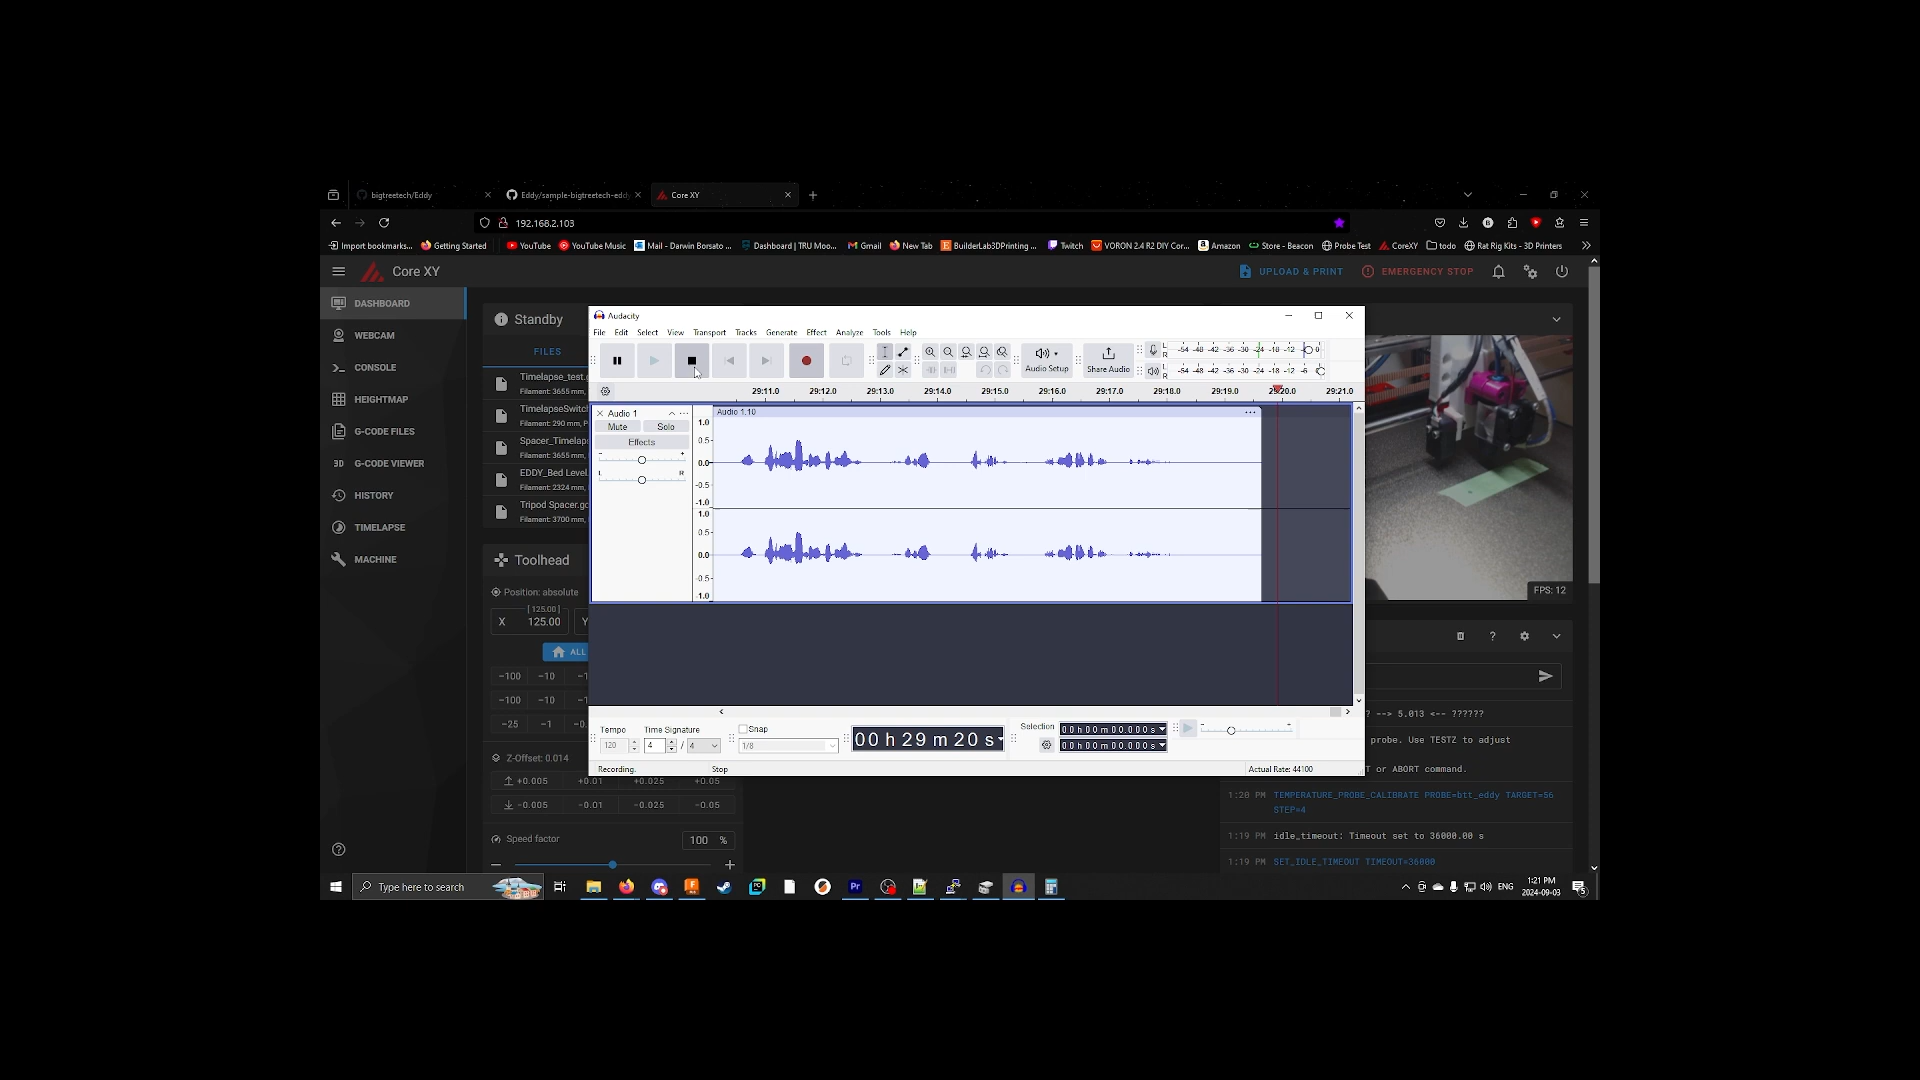 bigtreetech/Eddy
Eddy/sample-bigtreetech-edd
Core XY
192.168.2.103
Import bookmarks...
Getting Started
YouTube
YouTube Music
Mail - Darwin Borsato ...
Dashboard | TRU Moo...
Gmail
New Tab
BuilderLab3DPrinting ...
Twitch
VORON 2.4 R2 DIY Cor...
Amazon
Store - Beacon
Probe Test
CoreXY
todo
Rat Rig Kits - 3D Printers
Core XY
UPLOAD & PRINT
EMERGENCY STOP
DASHBOARD
WEBCAM
CONSOLE
HEIGHTMAP
G-CODE FILES
G-CODE VIEWER
HISTORY
TIMELAPSE
MACHINE
Standby
FILES
Timelapse_test.g
Filament: 3655 mm,
TimelapseSwitch
Filament: 290 mm, P
Spacer_Timelaps
Filament: 3655 mm,
EDDY_Bed Level
Filament: 2324 mm,
Tripod Spacer.gc
Filament: 3700 mm,
Toolhead
Position: absolute
[ 125.00 ]
X 125.00 Y
ALL
-100 -10 -1
-100 -10 -1
-25 -1 -0.
Z-Offset: 0.014
+0.005 +0.01 +0.025 +0.05
-0.005 -0.01 -0.025 -0.05
Speed factor 100 %
Audacity
File Edit Select View Transport Tracks Generate Effect Analyze Tools Help
Audio Setup
Share Audio
L R -54 -48 -42 -36 -30 -24 -18 -12 -6 0
L R -54 -48 -42 -36 -30 -24 -18 -12 -6
29:11.0 29:12.0 29:13.0 29:14.0 29:15.0 29:16.0 29:17.0 29:18.0 29:19.0 29:20.0 29:21.0
Audio 1
Audio 1.10
Mute Solo
Effects
- +
L R
1.0
0.5
0.0
-0.5
-1.0
1.0
0.5
0.0
-0.5
-1.0
Tempo
120
Time Signature
4 / 4
Snap
1/8
00 h 29 m 20 s
Selection
00 h 00 m 00.000 s
00 h 00 m 00.000 s
Recording.
Stop
Actual Rate: 44100
FPS: 12
? --> 5.013 <-- ??????
probe. Use TESTZ to adjust
T or ABORT command.
1:20 PM TEMPERATURE_PROBE_CALIBRATE PROBE=btt_eddy TARGET=56
STEP=4
1:19 PM idle_timeout: Timeout set to 36000.00 s
1:19 PM SET_IDLE_TIMEOUT TIMEOUT=36000
Type here to search
ENG
1:21 PM
2024-09-03
5